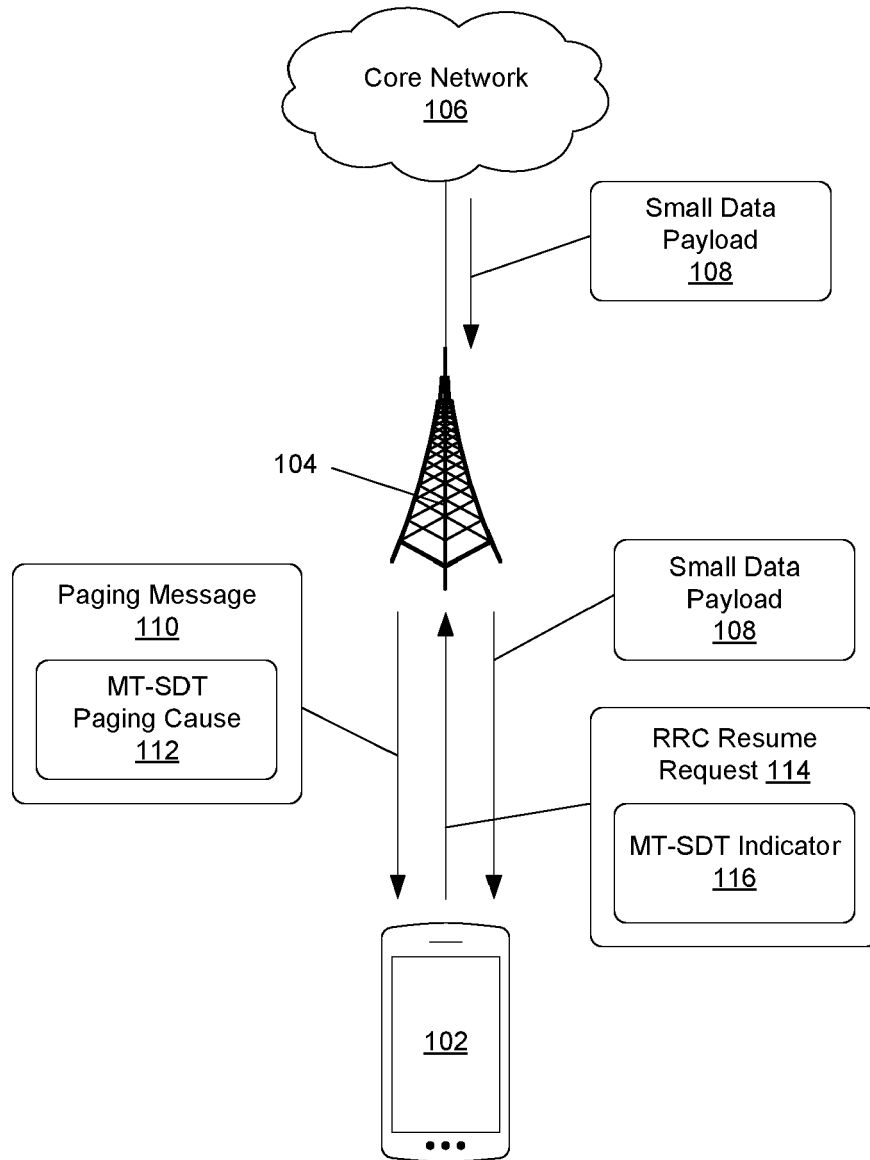 Core Network
106
Small Data
Payload
108
104
Paging Message
110
MT-SDT
Paging Cause
112
Small Data
Payload
108
RRC Resume
Request 114
MT-SDT Indicator
116
102